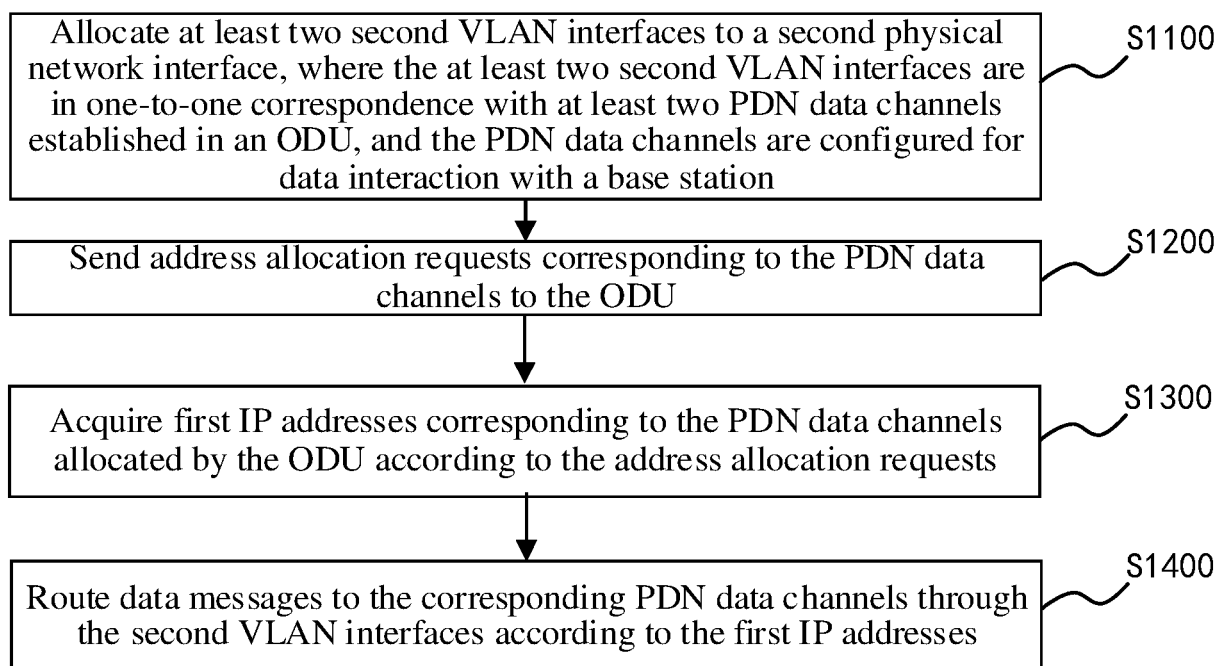 Allocate at least two second VLAN interfaces to a second physical
network interface, where the at least two second VLAN interfaces are
in one-to-one correspondence with at least two PDN data channels
established in an ODU, and the PDN data channels are configured for
data interaction with a base station
S1100
Send address allocation requests corresponding to the PDN data
channels to the ODU
S1200
Acquire first IP addresses corresponding to the PDN data channels
allocated by the ODU according to the address allocation requests
S1300
Route data messages to the corresponding PDN data channels through
the second VLAN interfaces according to the first IP addresses
S1400